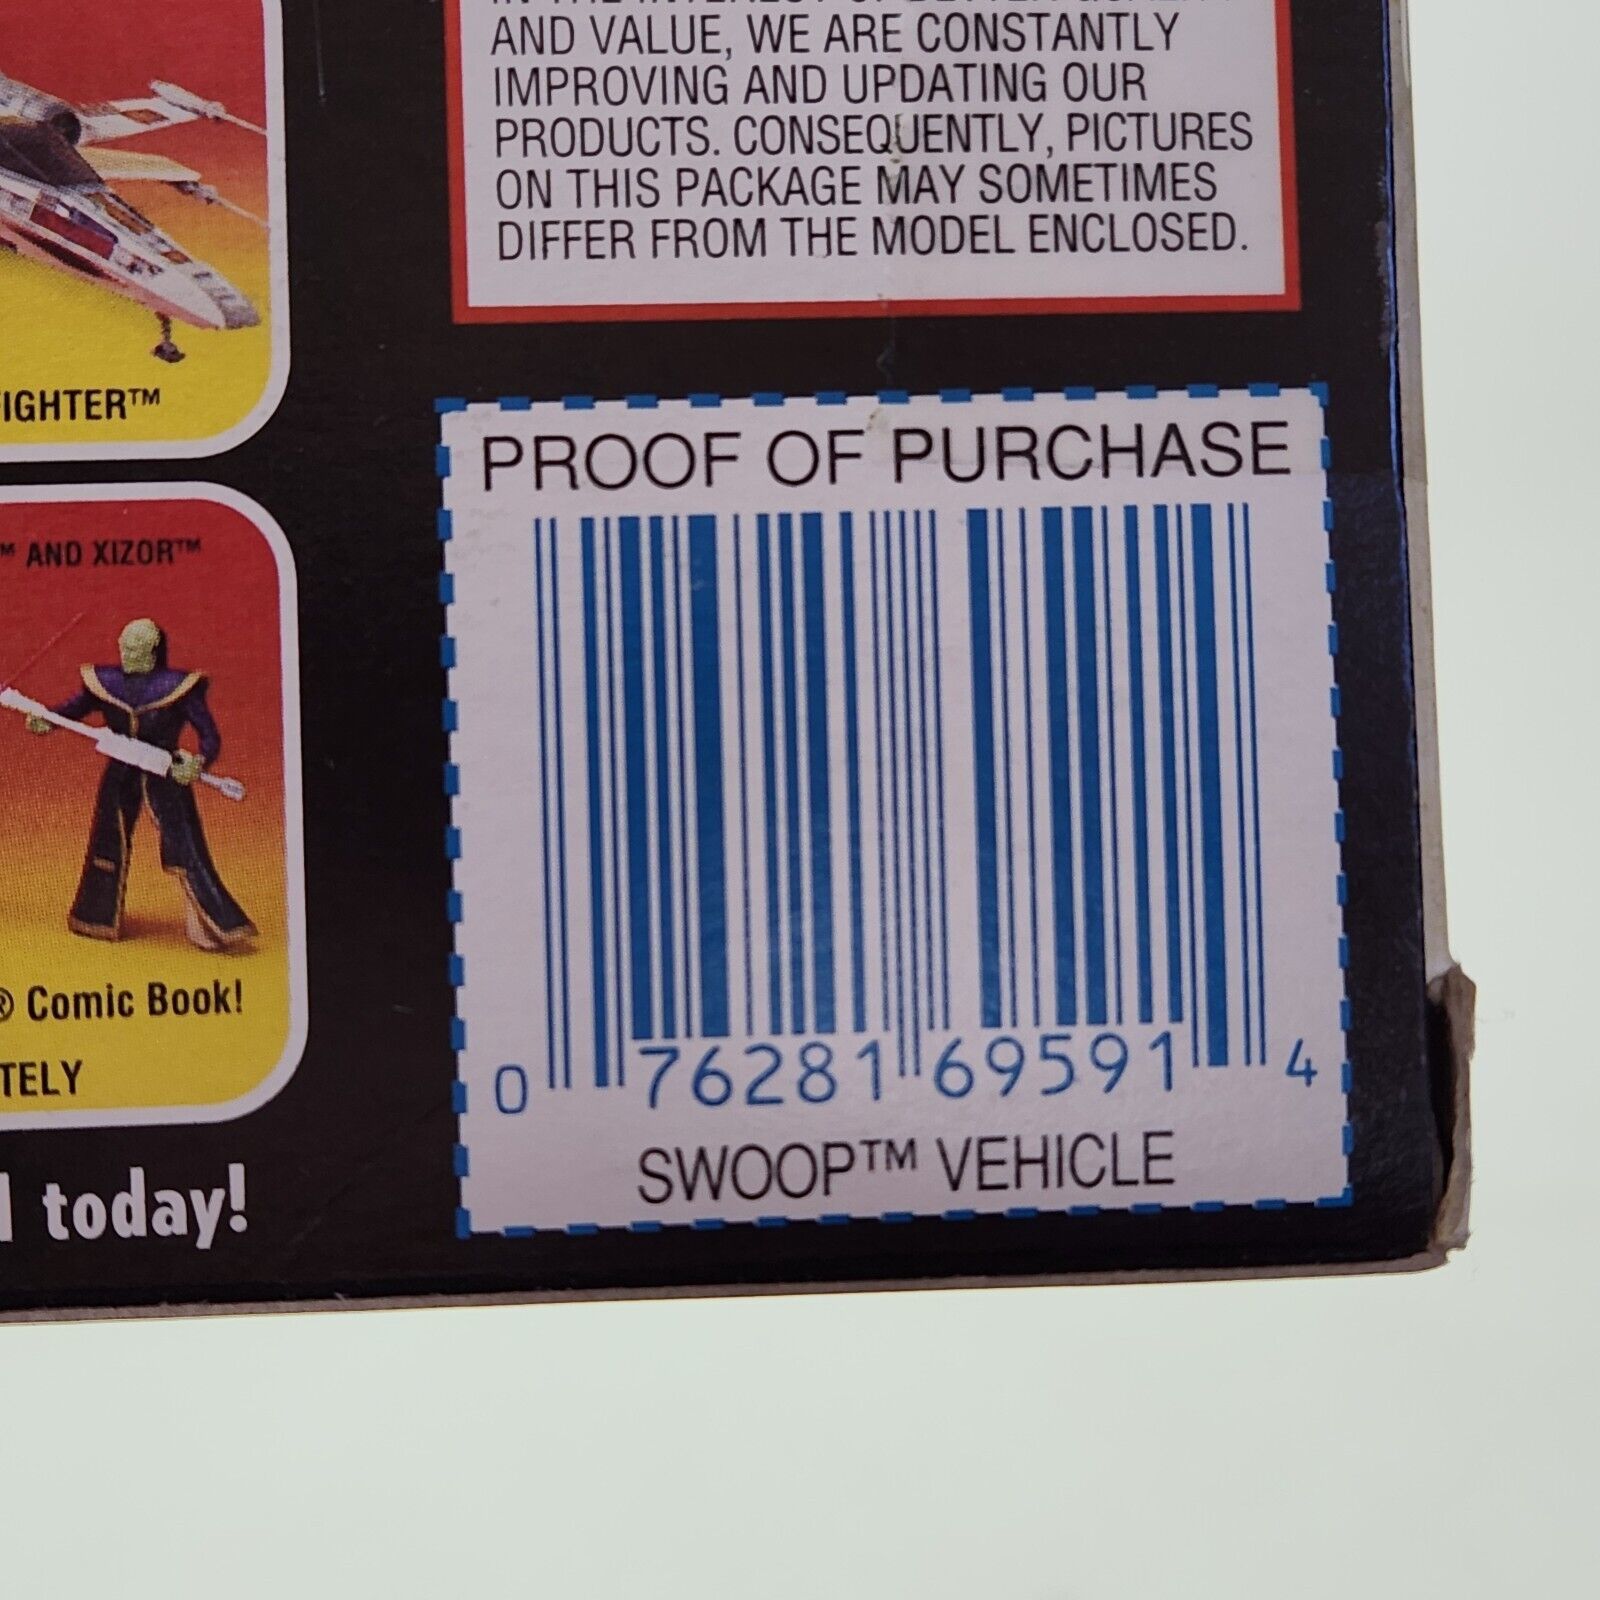 AND VALUE, WE ARE CONSTANTLY
IMPROVING AND UPDATING OUR
PRODUCTS. CONSEQUENTLY, PICTURES
ON THIS PACKAGE MAY SOMETIMES
DIFFER FROM THE MODEL ENCLOSED.
IGHTER™
™ AND XIZOR™
® Comic Book!
TELY
today!
PROOF OF PURCHASE
0 76281 69591 4
SWOOP™ VEHICLE